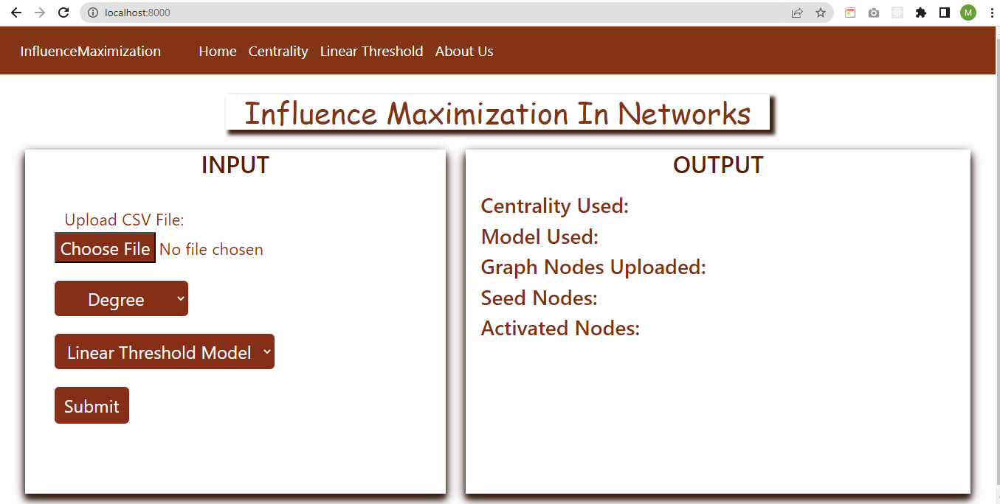 localhost:8000
M
InfluenceMaximization Home Centrality Linear Threshold About Us
Influence Maximization In Networks
INPUT
Upload CSV File:
Choose File No file chosen
Degree
Linear Threshold Model
Submit
OUTPUT
Centrality Used:
Model Used:
Graph Nodes Uploaded:
Seed Nodes:
Activated Nodes: